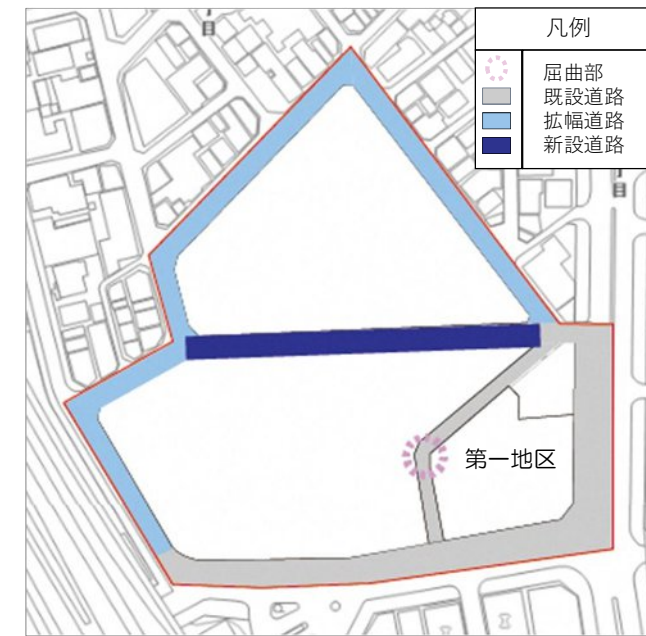 凡例
屈曲部
既設道路
拡幅道路
新設道路
第一地区